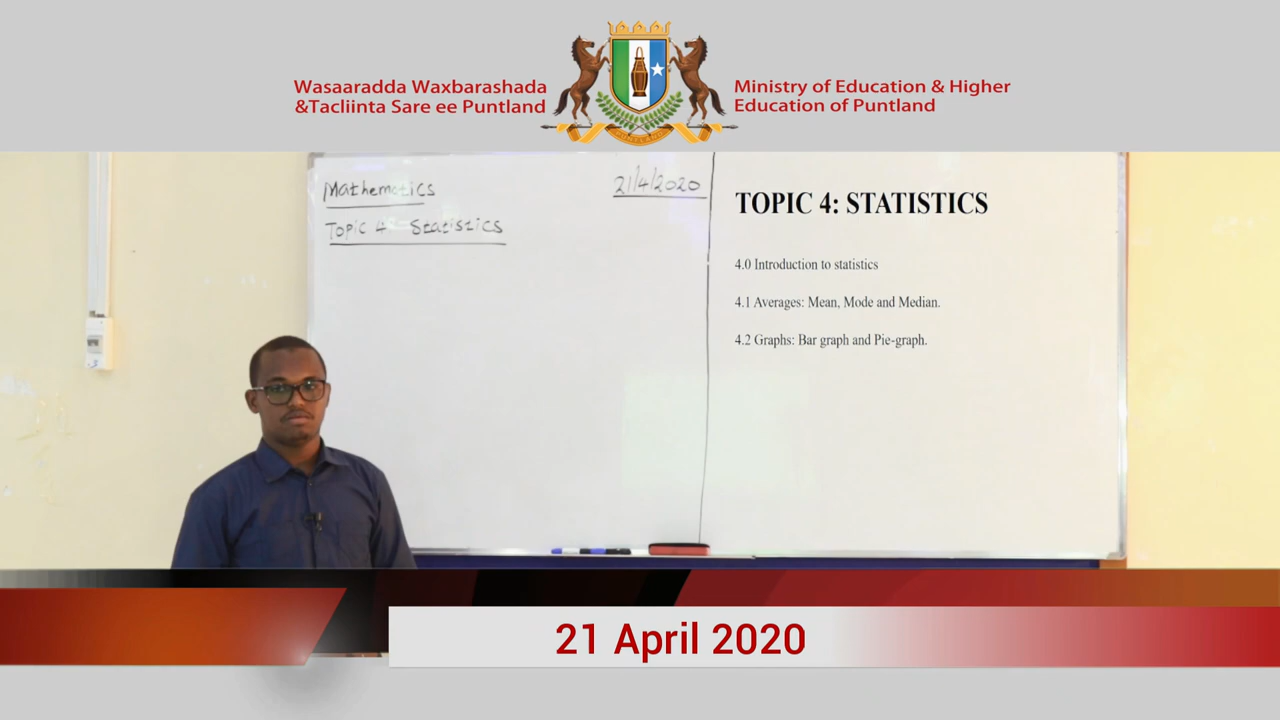 Wasaaradda Waxbarashada
&Tacliinta Sare ee Puntland
Ministry of Education & Higher
Education of Puntland
Mathematics
21/4/2020
Topic 4 Statistics
TOPIC 4: STATISTICS
4.0 Introduction to statistics
4.1 Averages: Mean, Mode and Median.
4.2 Graphs: Bar graph and Pie-graph.
21 April 2020